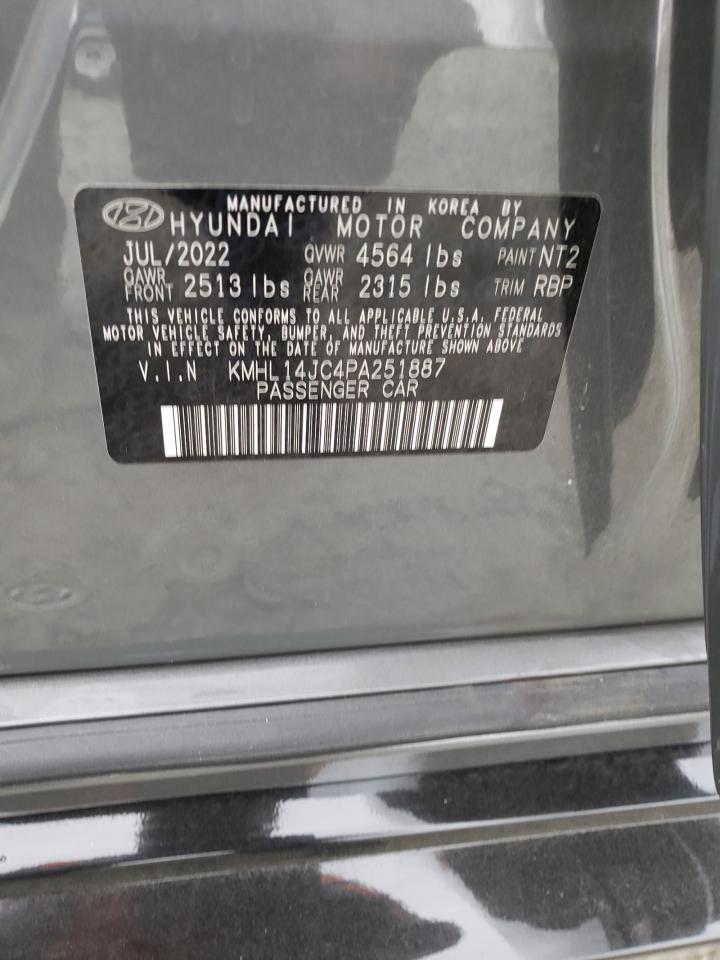 MANUFACTURED IN KOREA BY
HYUNDAI MOTOR COMPANY
JUL/2022 GVWR 4564 lbs PAINT NT2
GAWR FRONT 2513 lbs GAWR REAR 2315 lbs TRIM RBP
THIS VEHICLE CONFORMS TO ALL APPLICABLE U.S.A. FEDERAL
MOTOR VEHICLE SAFETY, BUMPER, AND THEFT PREVENTION STANDARDS
IN EFFECT ON THE DATE OF MANUFACTURE SHOWN ABOVE
V.I.N KMHL14JC4PA251887
PASSENGER CAR